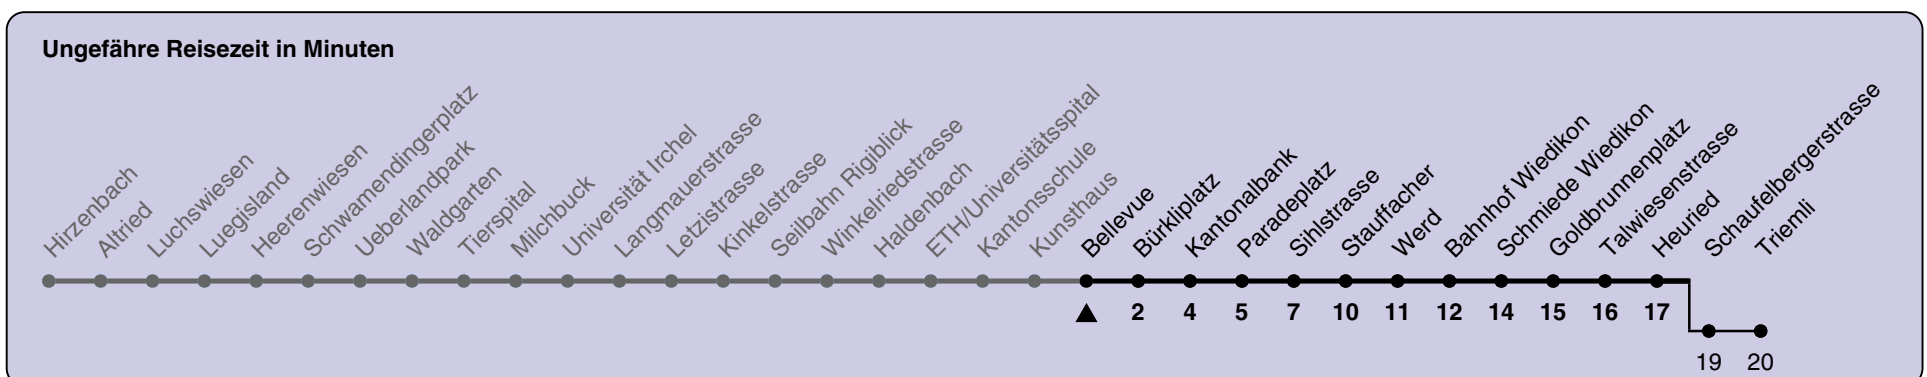 Ungefähre Reisezeit in Minuten
Hirzenbach
Altried
Luchswiesen
Luegisland
Heerenwiesen
Schwamendingerplatz
Ueberlandpark
Waldgarten
Tierspital
Milchbuck
Universität Irchel
Langmauerstrasse
Letzistrasse
Kinkelstrasse
Seilbahn Rigiblick
Winkelriedstrasse
Haldenbach
ETH/Universitätsspital
Kantonsschule
Kunsthaus
Bellevue
Bürkliplatz
Kantonalbank
Paradeplatz
Sihlstrasse
Stauffacher
Werd
Bahnhof Wiedikon
Schmiede Wiedikon
Goldbrunnenplatz
Talwiesenstrasse
Heuried
Schaufelbergerstrasse
Triemli
2 4 5 7 10 11 12 14 15 16 17
19 20